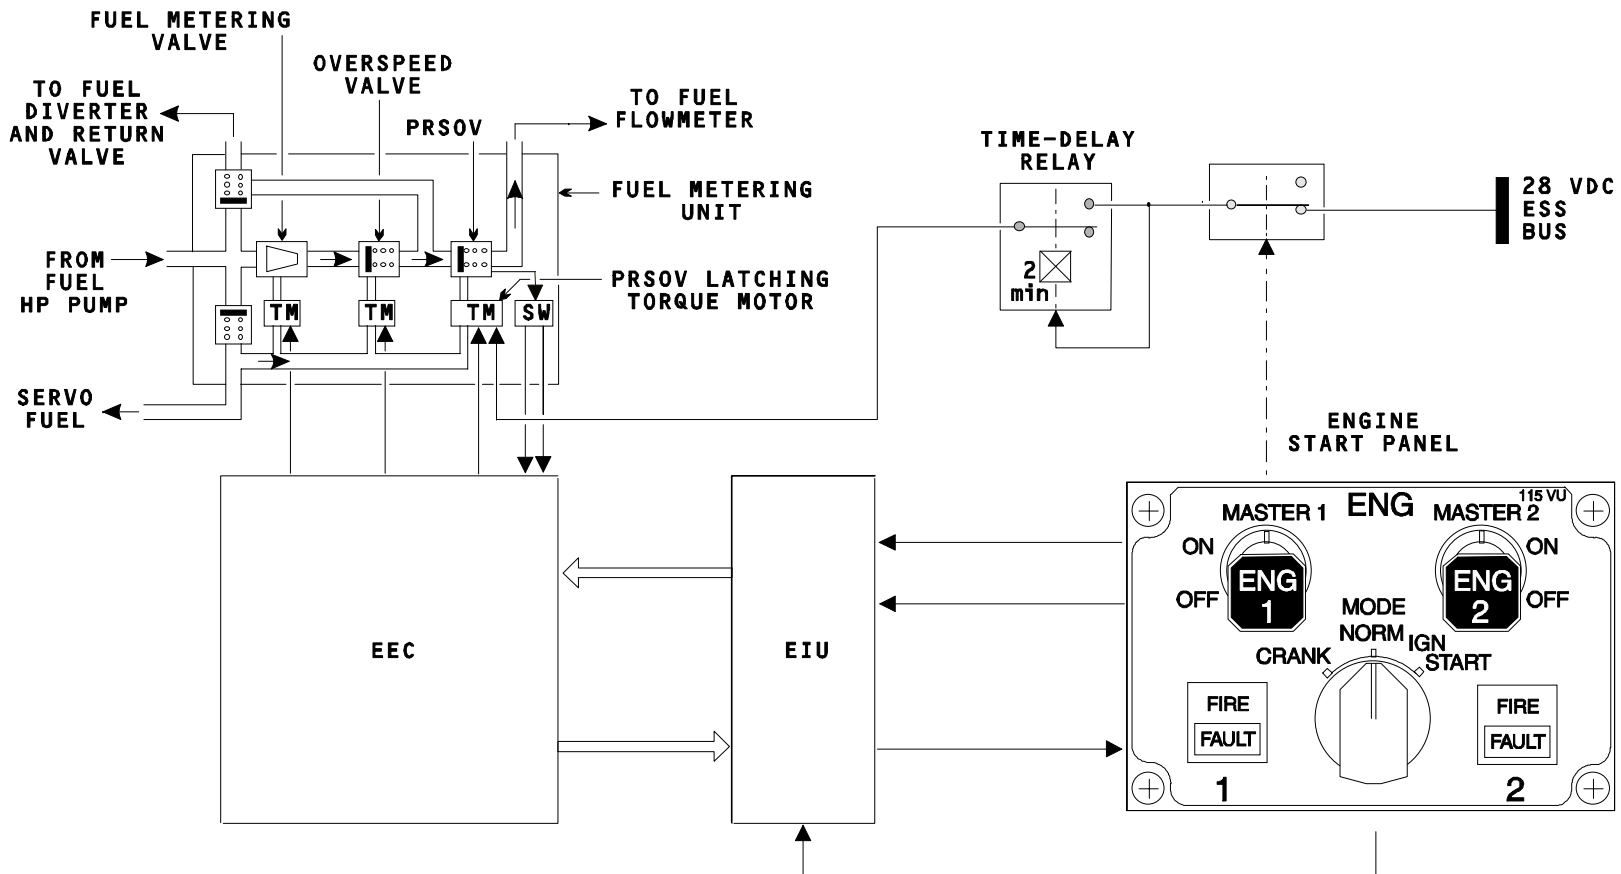 FUEL METERING
VALVE
OVERSPEED
VALVE
TO FUEL
DIVERTER
AND RETURN
VALVE
PRSOV
TO FUEL
FLOWMETER
TIME-DELAY
RELAY
FUEL METERING
UNIT
28 VDC
ESS
BUS
FROM
FUEL
HP PUMP
PRSOV LATCHING
TORQUE MOTOR
2
min
TM
TM
TM
SW
SERVO
FUEL
ENGINE
START PANEL
EEC
EIU
115 VU
MASTER 1
ENG
MASTER 2
ON
OFF
ENG
1
ENG
2
ON
OFF
MODE
NORM
CRANK
IGN
START
FIRE
FAULT
1
FIRE
FAULT
2